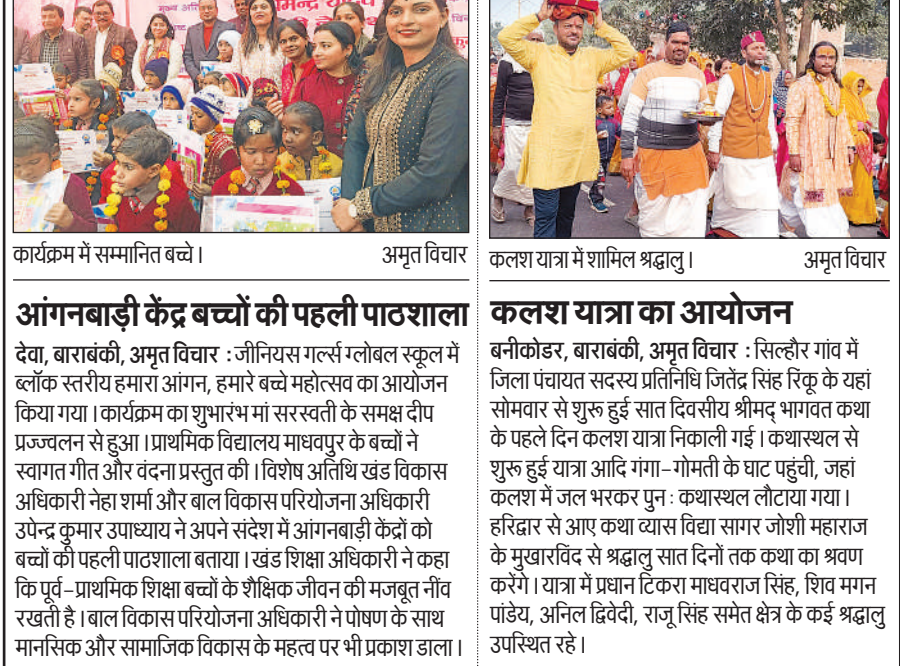 मुख्य अति
मेन्द्र यादव
कार्यक्रम में सम्मानित बच्चे।
अमृत विचार
आंगनबाड़ी केंद्र बच्चों की पहली पाठशाला
देवा, बाराबंकी, अमृत विचार : जीनियस गर्ल्स ग्लोबल स्कूल में
ब्लॉक स्तरीय हमारा आंगन, हमारे बच्चे महोत्सव का आयोजन
किया गया। कार्यक्रम का शुभारंभ मां सरस्वती के समक्ष दीप
प्रज्ज्वलन से हुआ। प्राथमिक विद्यालय माधवपुर के बच्चों ने
स्वागत गीत और वंदना प्रस्तुत की। विशेष अतिथि खंड विकास
अधिकारी नेहा शर्मा और बाल विकास परियोजना अधिकारी
उपेन्द्र कुमार उपाध्याय ने अपने संदेश में आंगनबाड़ी केंद्रों को
बच्चों की पहली पाठशाला बताया। खंड शिक्षा अधिकारी ने कहा
कि पूर्व-प्राथमिक शिक्षा बच्चों के शैक्षिक जीवन की मजबूत नींव
रखती है। बाल विकास परियोजना अधिकारी ने पोषण के साथ
मानसिक और सामाजिक विकास के महत्व पर भी प्रकाश डाला।
कलश यात्रा में शामिल श्रद्धालु।
अमृत विचार
कलश यात्रा का आयोजन
बनीकोडर, बाराबंकी, अमृत विचार : सिल्हौर गांव में
जिला पंचायत सदस्य प्रतिनिधि जितेंद्र सिंह रिंकू के यहां
सोमवार से शुरू हुई सात दिवसीय श्रीमद् भागवत कथा
के पहले दिन कलश यात्रा निकाली गई। कथास्थल से
शुरू हुई यात्रा आदि गंगा-गोमती के घाट पहुंची, जहां
कलश में जल भरकर पुन: कथास्थल लौटाया गया।
हरिद्वार से आए कथा व्यास विद्या सागर जोशी महाराज
के मुखारविंद से श्रद्धालु सात दिनों तक कथा का श्रवण
करेंगे। यात्रा में प्रधान टिकरा माधवराज सिंह, शिव मगन
पांडेय, अनिल द्विवेदी, राजू सिंह समेत क्षेत्र के कई श्रद्धालु
उपस्थित रहे।